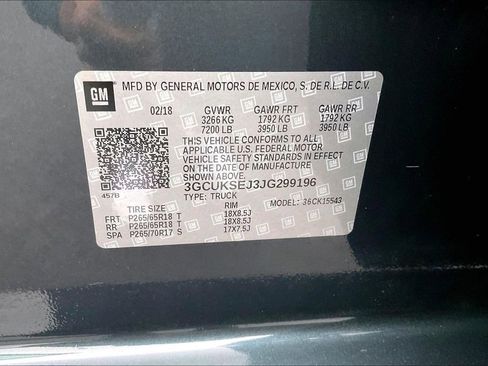 GM
MFD BY GENERAL MOTORS DE MEXICO, S. DE R.L. DE C.V.
02/18 GVWR GAWR FRT GAWR RR
3266 KG 1792 KG 1792 KG
7200 LB 3950 LB 3950 LB
THIS VEHICLE CONFORMS TO ALL APPLICABLE
U.S. FEDERAL MOTOR VEHICLE SAFETY
STANDARDS IN EFFECT ON THE DATE OF
MANUFACTURE SHOWN ABOVE.
3GCUKSEJ3JG299196
457B TYPE: TRUCK MODEL: 36CK15543
TIRE SIZE RIM
FRT P265/65R18 T 18X8.5J
RR P265/65R18 T 18X8.5J
SPA P265/70R17 S 17X7.5J